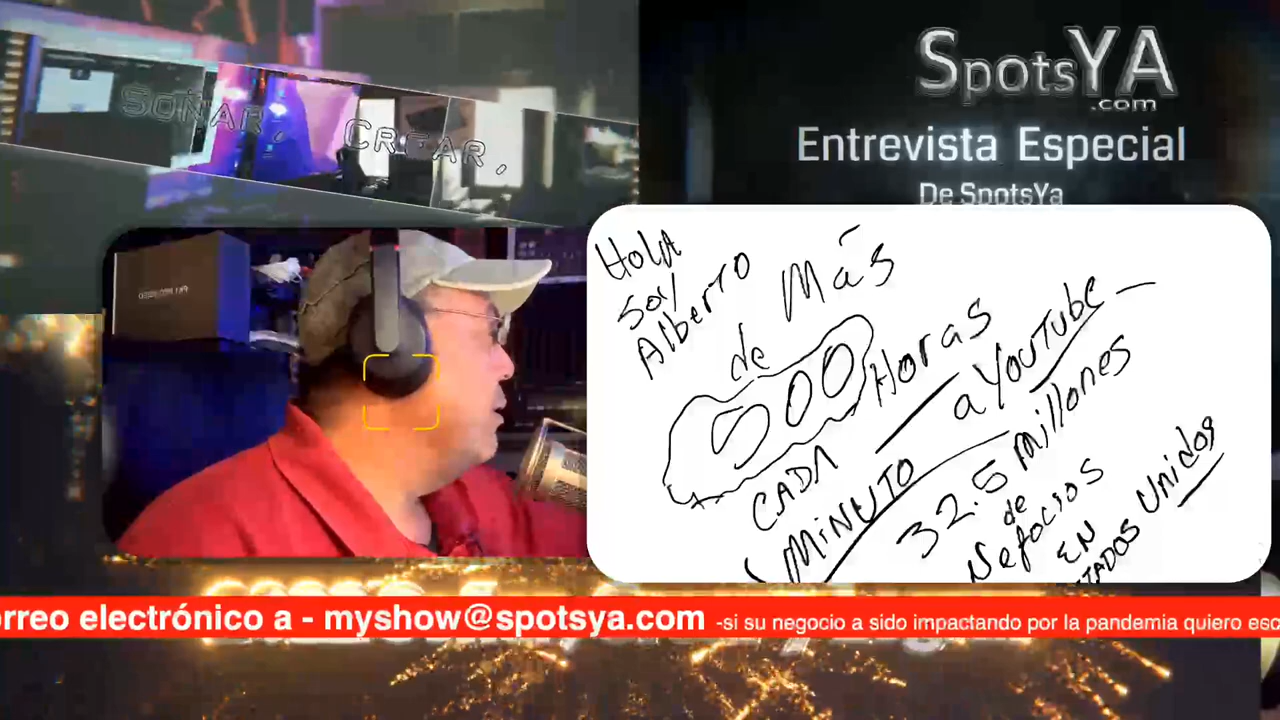 SOÑAR,
CREAR,
SpotsYA
.com
Entrevista Especial
De SpotsYa
Hola
Soy
Alberto
Más
de
500 Horas
CADA
MINUTO
a YouTube -
32.5 millones
de
Negocios
EN
Unidos
orreo electrónico a - myshow@spotsya.com -si su negocio a sido impactando por la pandemia quiero esc